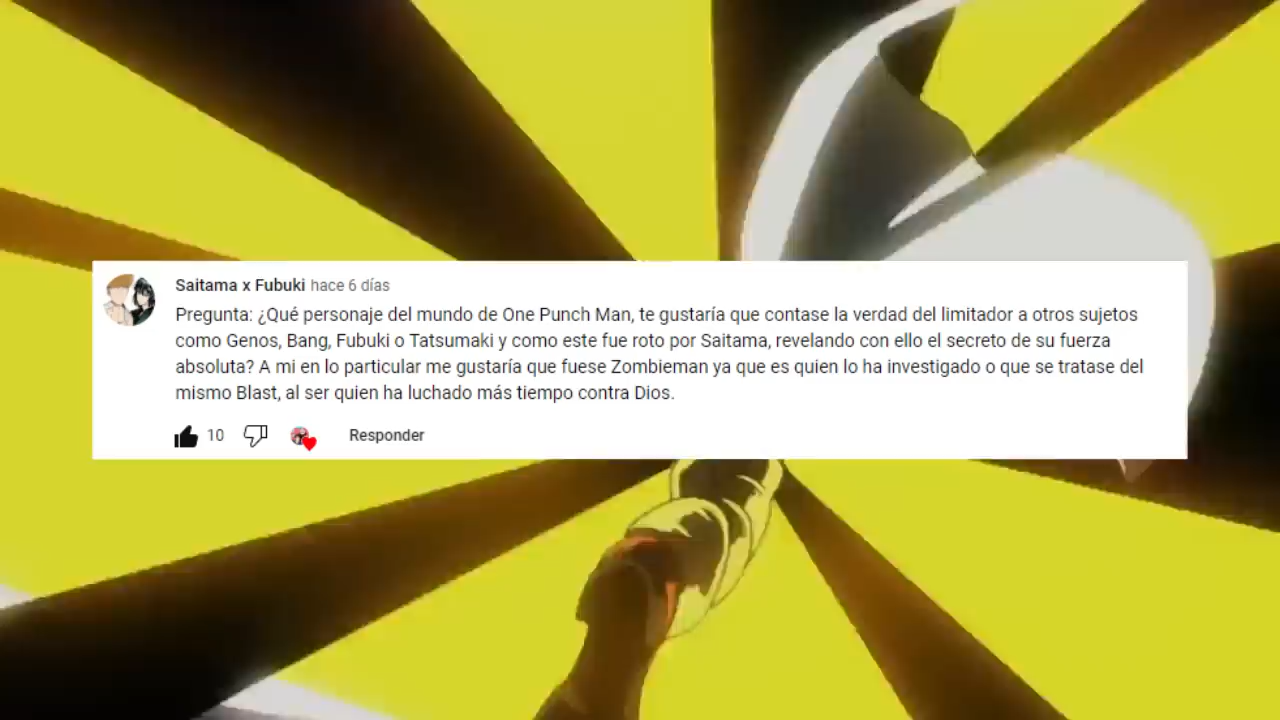 Saitama x Fubuki hace 6 días
Pregunta: ¿Qué personaje del mundo de One Punch Man, te gustaría que contase la verdad del limitador a otros sujetos
como Genos, Bang, Fubuki o Tatsumaki y como este fue roto por Saitama, revelando con ello el secreto de su fuerza
absoluta? A mi en lo particular me gustaría que fuese Zombieman ya que es quien lo ha investigado o que se tratase del
mismo Blast, al ser quien ha luchado más tiempo contra Dios.
10 Responder